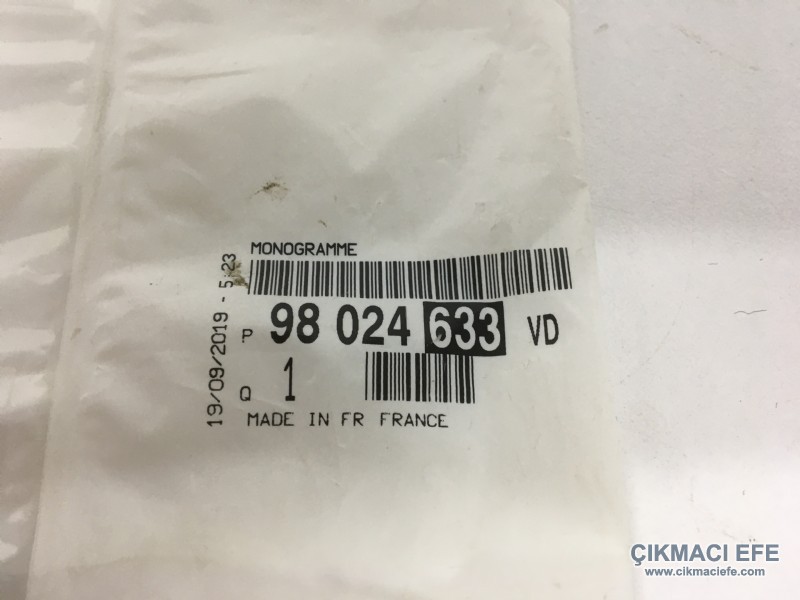 MONOGRAMME
P 98 024 633 VD
Q 1
MADE IN FR FRANCE
19/09/2019 - 5:23
ÇIKMACI EFE
www.cikmaciefe.com